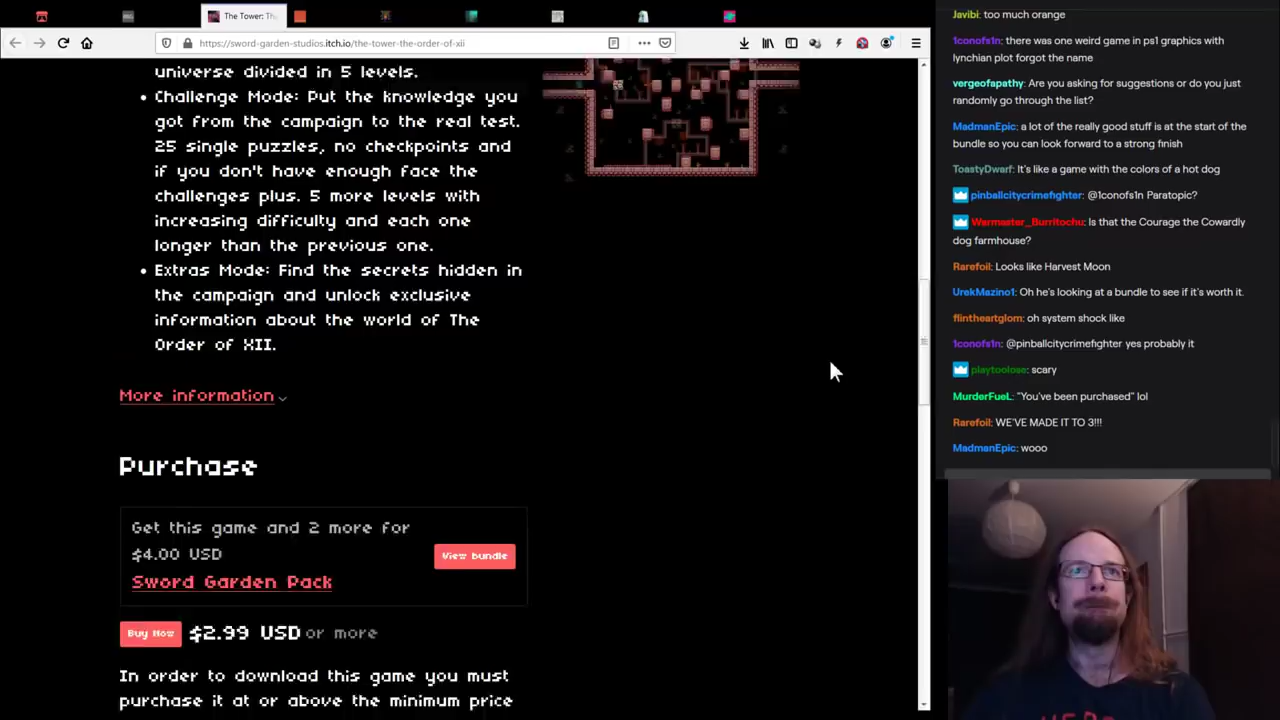 The Tower: Th
https://sword-garden-studios.itch.io/the-tower-the-order-of-xii
universe divided in 5 levels.
Challenge Mode: Put the knowledge you
got from the campaign to the real test.
25 single puzzles, no checkpoints and
if you don't have enough face the
challenges plus. 5 more levels with
increasing difficulty and each one
longer than the previous one.
Extras Mode: Find the secrets hidden in
the campaign and unlock exclusive
information about the world of The
Order of XII.
More information
Purchase
Get this game and 2 more for
$4.00 USD
Sword Garden Pack
View bundle
Buy Now $2.99 USD or more
In order to download this game you must
purchase it at or above the minimum price
Javibi: too much orange
1conofs1n: there was one weird game in ps1 graphics with
lynchian plot forgot the name
vergeofapathy: Are you asking for suggestions or do you just
randomly go through the list?
MadmanEpic: a lot of the really good stuff is at the start of the
bundle so you can look forward to a strong finish
ToastyDwarf: It's like a game with the colors of a hot dog
pinballcitycrimefighter: @1conofs1n Paratopic?
Warmaster_Burritochu: Is that the Courage the Cowardly
dog farmhouse?
Rarefoil: Looks like Harvest Moon
UrekMazino1: Oh he's looking at a bundle to see if it's worth it.
flintheartglom: oh system shock like
1conofs1n: @pinballcitycrimefighter yes probably it
playtoolose: scary
MurderFueL: "You've been purchased" lol
Rarefoil: WE'VE MADE IT TO 3!!!
MadmanEpic: wooo